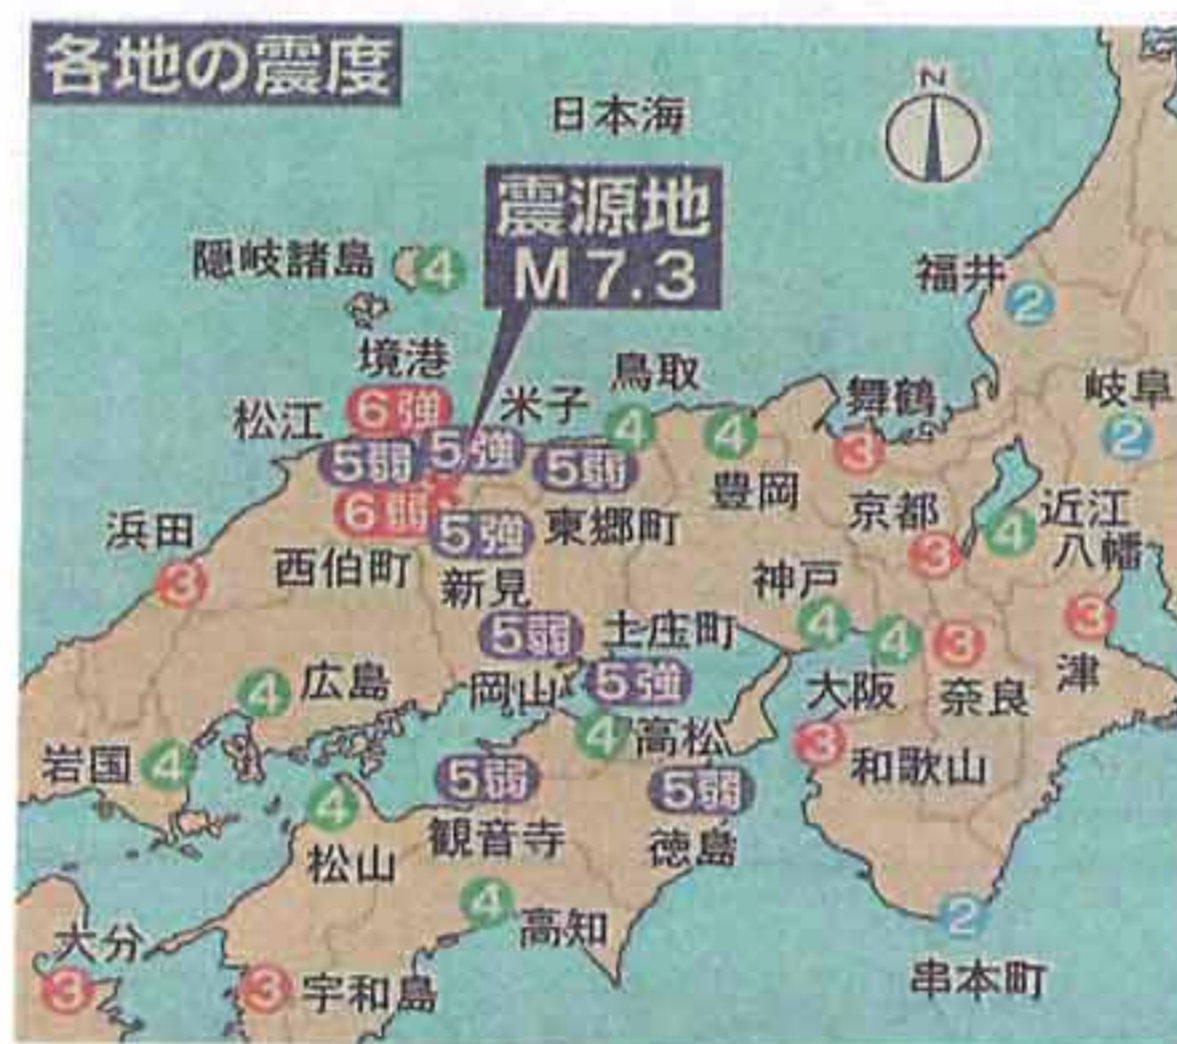 各地の震度
日本海
N
震源地
M7.3
隠岐諸島
4
福井
2
境港
6強
米子
鳥取
4
4
豊岡
舞鶴
3
岐阜
2
松江
5弱
5強
5弱
東郷町
6弱
西伯町
5強
新見
京都
3
近江
八幡
4
浜田
3
神戸
4
4
大阪
3
奈良
3
津
5弱
岡山
土庄町
5強
広島
4
4
高松
3
和歌山
岩国
4
5弱
観音寺
5弱
徳島
4
松山
4
高知
2
串本町
大分
3
3
宇和島